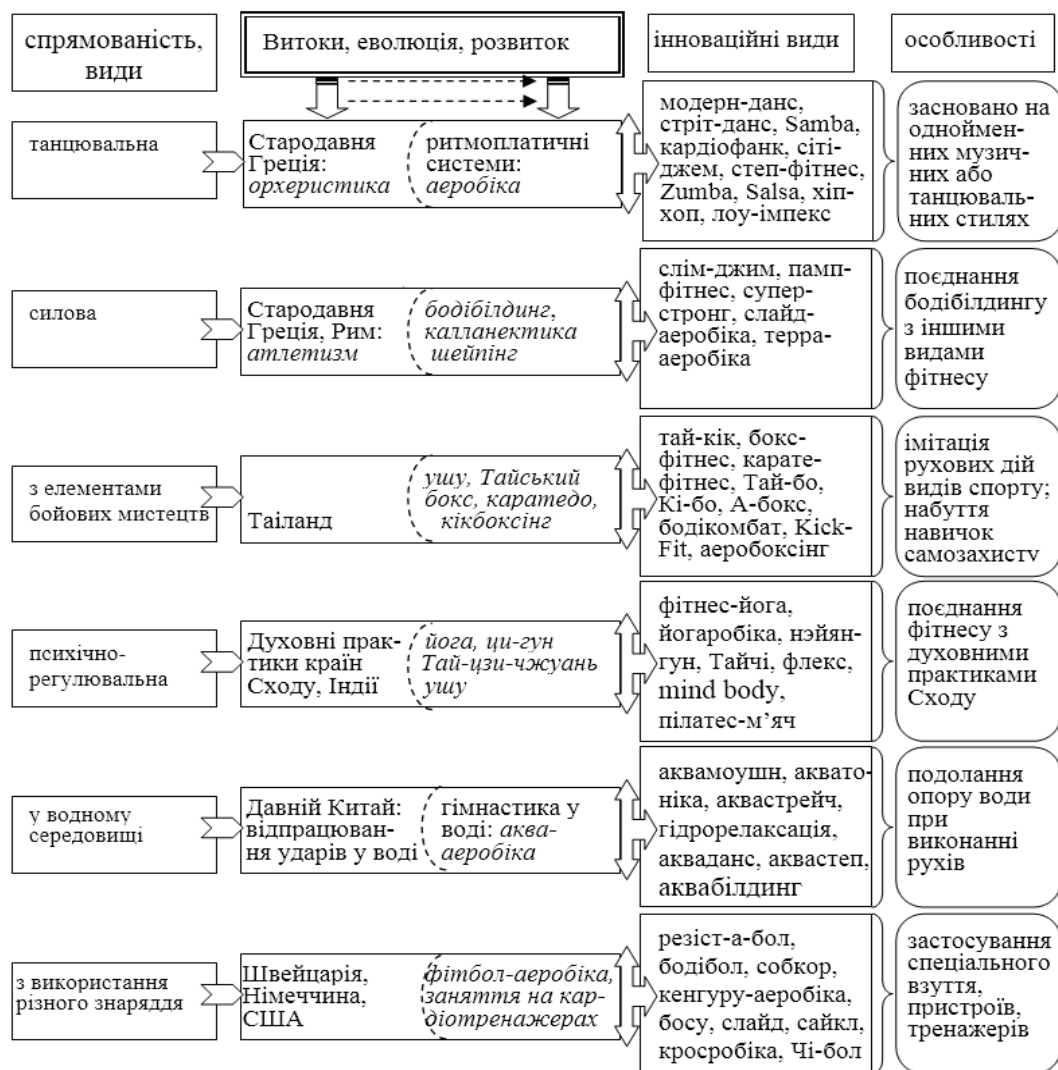 спрямованість,
види
Витоки, еволюція, розвиток
інноваційні види
особливості
танцювальна
Стародавня
Греція:
орхеристика
ритмоплатичні
системи:
аеробіка
модерн-данс,
стріт-данс, Samba,
кардіофанк, сіті-
джем, степ-фітнес,
Zumba, Salsa, хіп-
хоп, лоу-імпекс
засновано на
одноймен-
них музич-
них або
танцюваль-
них стилях
силова
Стародавня
Греція, Рим:
атлетизм
бодібілдинг,
калланектика
шейпінг
слім-джим, памп-
фітнес, супер-
стронг, слайд-
аеробіка, терра-
аеробіка
поєднання
бодібілдингу
з іншими
видами
фітнесу
з елементами
бойових мистецтв
Таіланд
ушу, Тайський
бокс, каратедо,
кікбоксінг
тай-кік, бокс-
фітнес, карате-
фітнес, Тай-бо,
Кі-бо, А-бокс,
бодікомбат, Kick-
Fit, аеробоксінг
імітація
рухових дій
видів спорту;
набуття
навичок
самозахисту
психічно-
регулювальна
Духовні прак-
тики країн
Сходу, Індії
йога, ци-гун
Тай-цзи-чжуань
ушу
фітнес-йога,
йогаробіка, нэйян-
гун, Тайчі, флекс,
mind body,
пілатес-м’яч
поєднання
фітнесу з
духовними
практиками
Сходу
у водному
середовищі
Давній Китай:
відпрацюван-
ня ударів у воді
гімнастика у
воді: аква-
аеробіка
аквамоушн, аквато-
ніка, аквастрейч,
гідрорелаксація,
акваданс, аквастеп,
аквабілдинг
подолання
опору води
при
виконанні
рухів
з використання
різного знаряддя
Швейцарія,
Німеччина,
США
фітбол-аеробіка,
заняття на кар-
діотренажерах
резіст-а-бол,
бодібол, собкор,
кенгуру-аеробіка,
босу, слайд, сайкл,
кросробіка, Чі-бол
застосування
спеціального
взуття,
пристроїв,
тренажерів